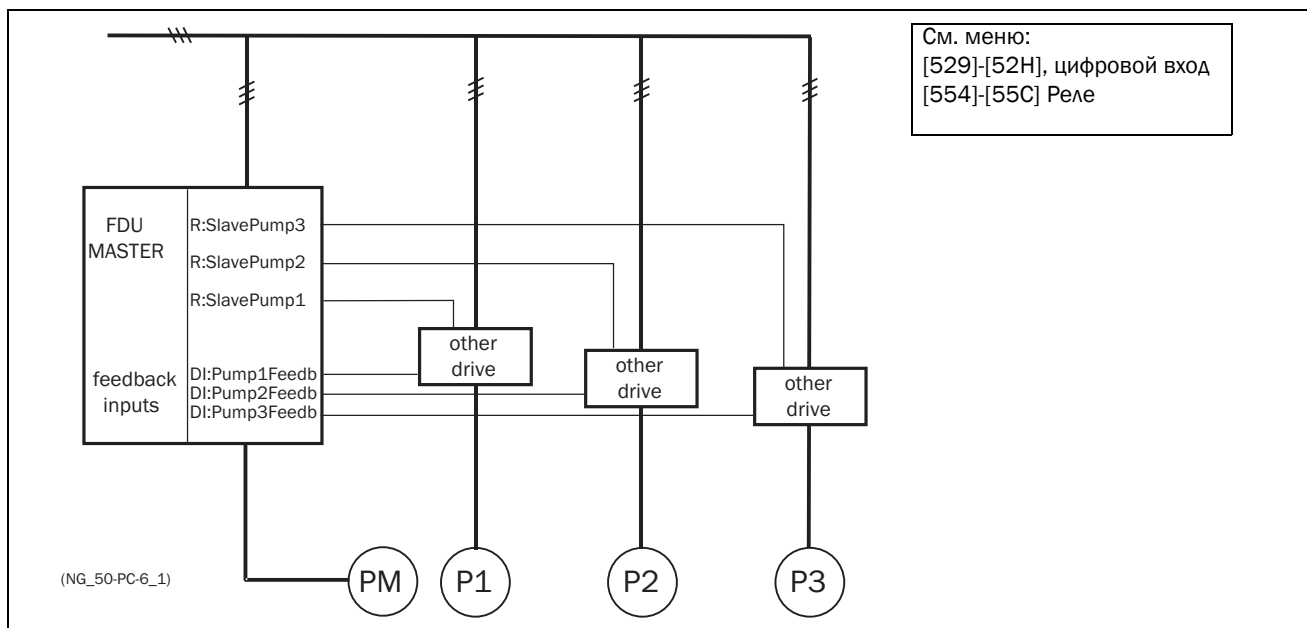 См. меню:
[529]-[52H], цифровой вход
[554]-[55C] Реле
FDU
MASTER
R:SlavePump3
R:SlavePump2
R:SlavePump1
feedback
inputs
DI:Pump1Feedb
DI:Pump2Feedb
DI:Pump3Feedb
other
drive
other
drive
other
drive
(NG_50-PC-6_1)
PM
P1
P2
P3